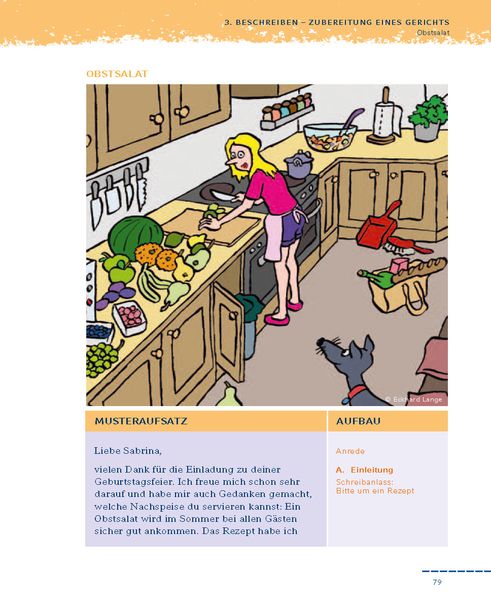 3. BESCHREIBEN – ZUBEREITUNG EINES GERICHTS
Obstsalat
OBSTSALAT
© Eckhard Lange
MUSTERAUFSATZ
AUFBAU
Liebe Sabrina,
vielen Dank für die Einladung zu deiner
Geburtstagsfeier. Ich freue mich schon sehr
darauf und habe mir auch Gedanken gemacht,
welche Nachspeise du servieren kannst: Ein
Obstsalat wird im Sommer bei allen Gästen
sicher gut ankommen. Das Rezept habe ich
Anrede
A. Einleitung
Schreibanlass:
Bitte um ein Rezept
79